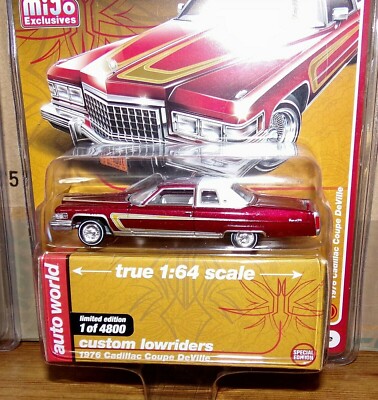 miJo
Exclusives
5
1976 Cadillac Coupe DeVille
true 1:64 scale
auto world
limited edition
1 of 4800
custom lowriders
1976 Cadillac Coupe DeVille
SPECIAL
EDITION